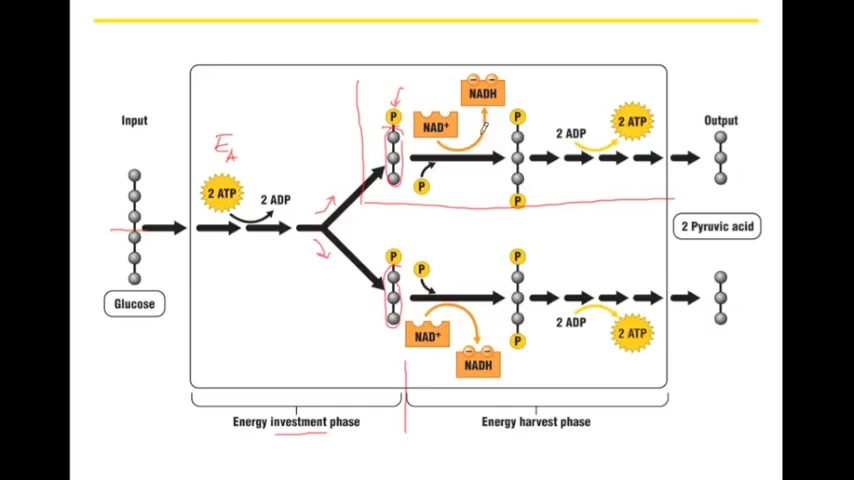 Input
Glucose
E_A
2 ATP
2 ADP
P
NAD+
NADH
P
P
P
2 ADP
2 ATP
Output
2 Pyruvic acid
P
P
NAD+
NADH
P
P
2 ADP
2 ATP
Energy investment phase
Energy harvest phase